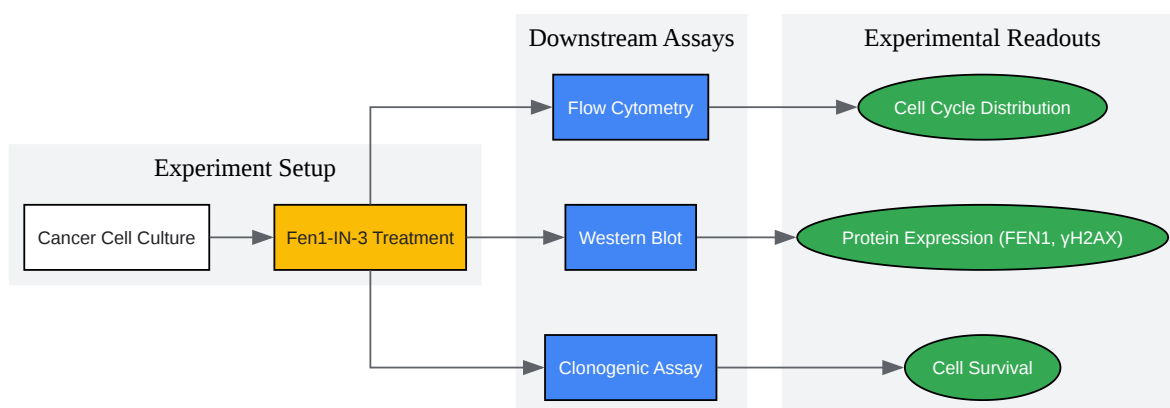 Downstream Assays
Experimental Readouts
Flow Cytometry
Cell Cycle Distribution
Experiment Setup
Cancer Cell Culture
Fen1-IN-3 Treatment
Western Blot
Protein Expression (FEN1, γH2AX)
Clonogenic Assay
Cell Survival